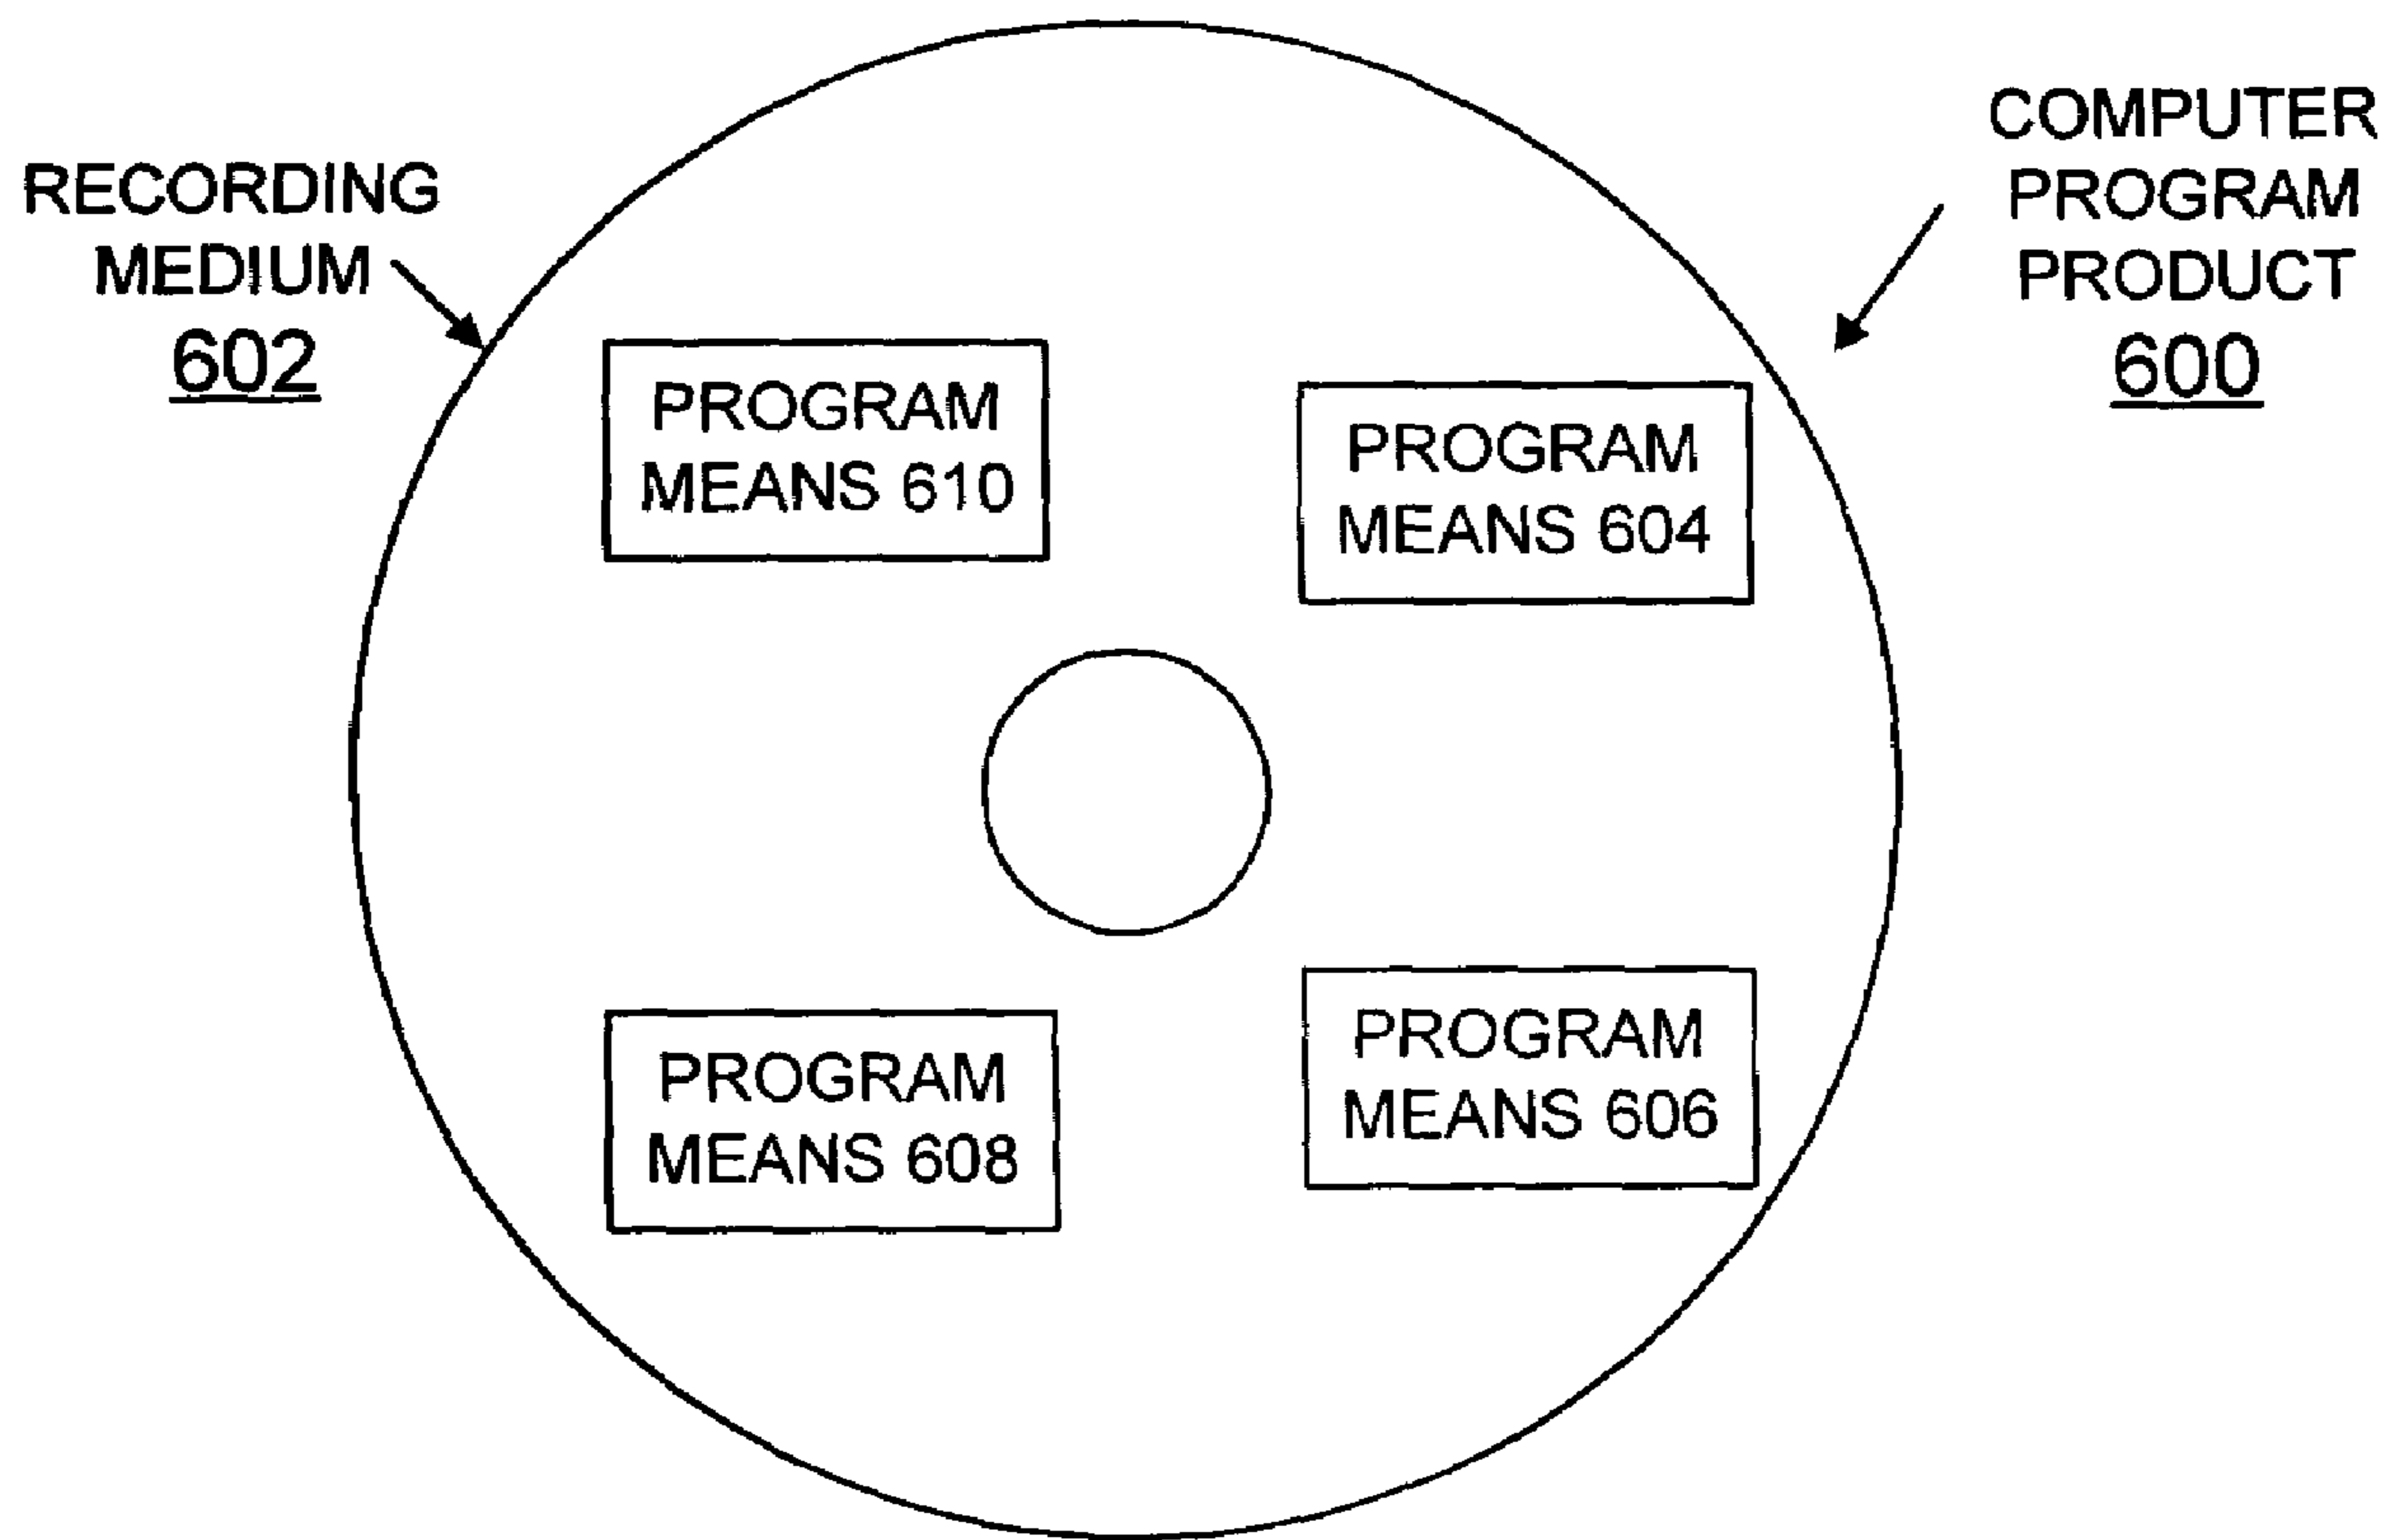 RECORDING
MEDIUM
602
COMPUTER
PROGRAM
PRODUCT
600
PROGRAM
MEANS 610
PROGRAM
MEANS 604
PROGRAM
MEANS 608
PROGRAM
MEANS 606